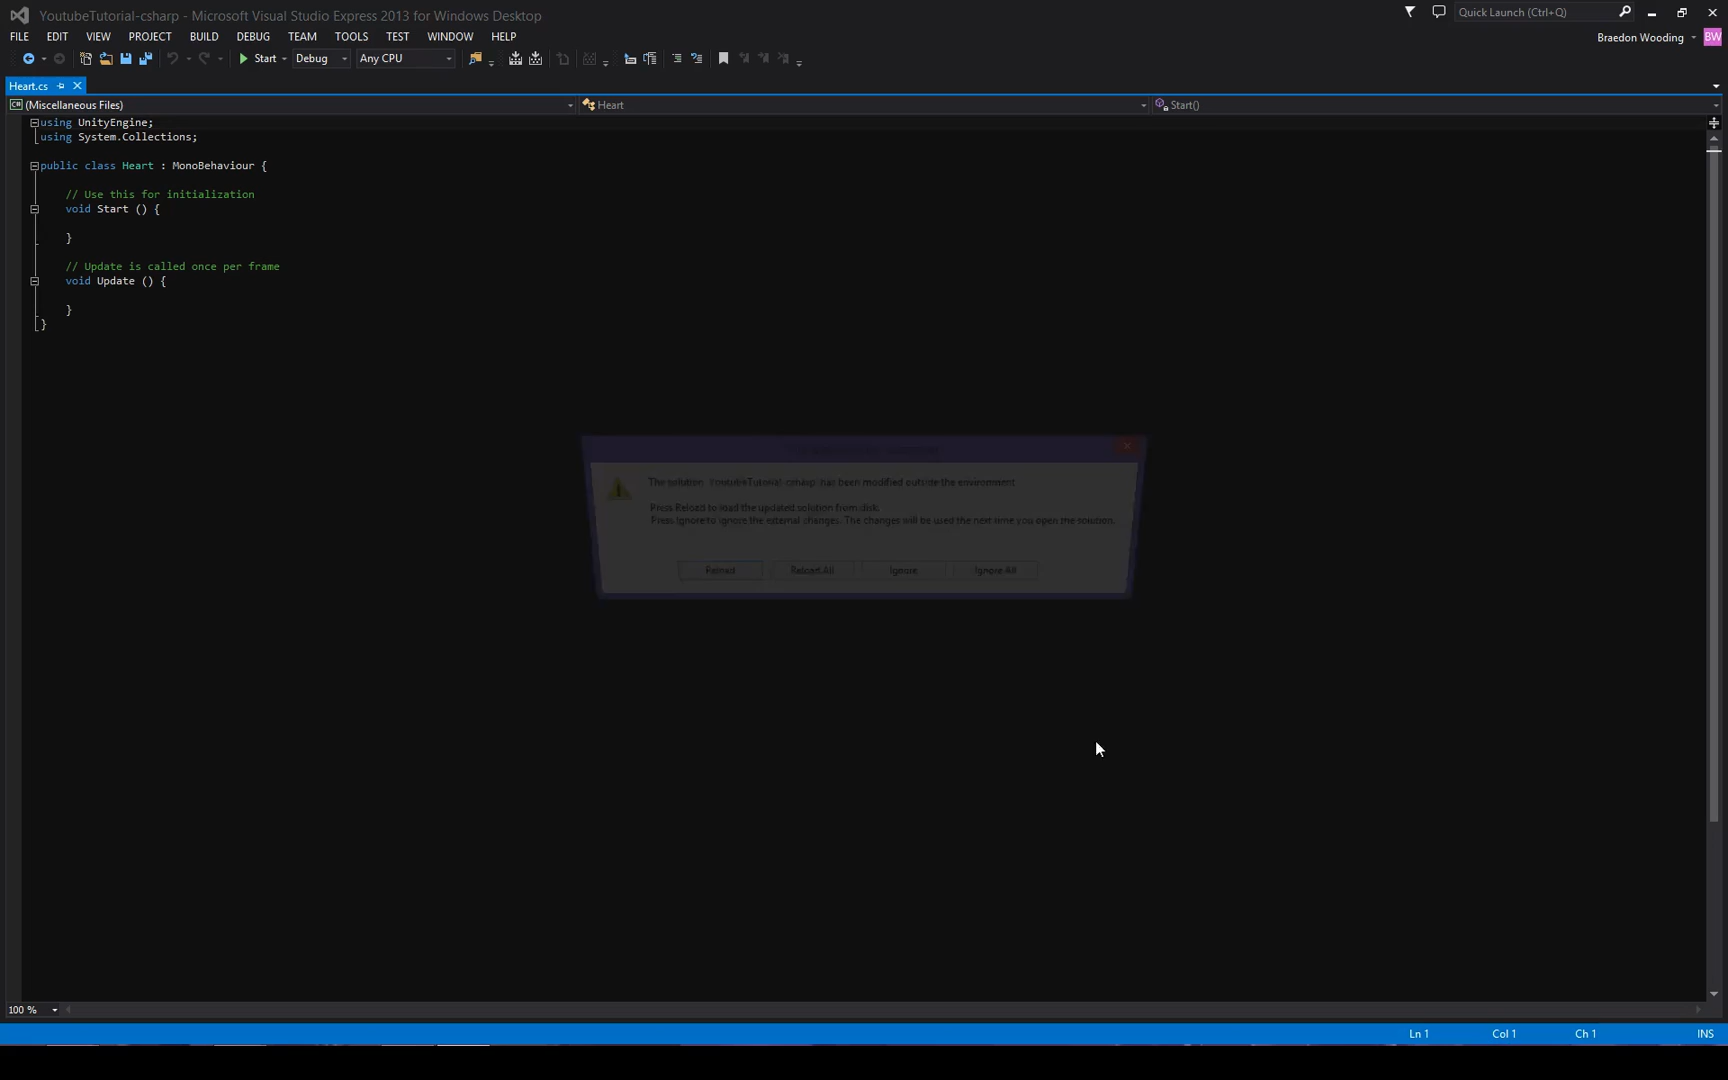 YoutubeTutorial-csharp - Microsoft Visual Studio Express 2013 for Windows Desktop
Quick Launch (Ctrl+Q)
FILE EDIT VIEW PROJECT BUILD DEBUG TEAM TOOLS TEST WINDOW HELP
Braedon Wooding BW
Start Debug Any CPU
Heart.cs
(Miscellaneous Files) Heart Start()
using UnityEngine;
using System.Collections;
public class Heart : MonoBehaviour {
// Use this for initialization
void Start () {
}
// Update is called once per frame
void Update () {
}
}
The solution 'YoutubeTutorial-csharp' has been modified outside the environment.
Press Reload to load the updated solution from disk.
Press Ignore to ignore the external changes. The changes will be used the next time you open the solution.
Reload Reload All Ignore Ignore All
100 %
Ln 1 Col 1 Ch 1 INS